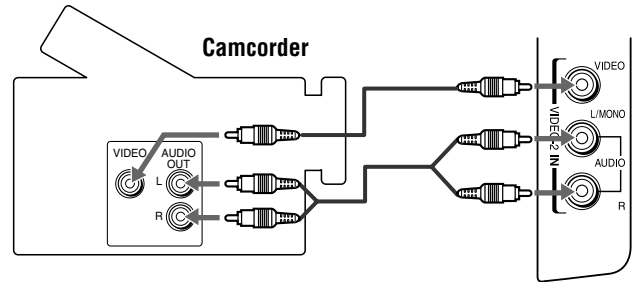 Camcorder
VIDEO
AUDIO
OUT
L
R
VIDEO
L/MONO
VIDEO-2 IN
AUDIO
R